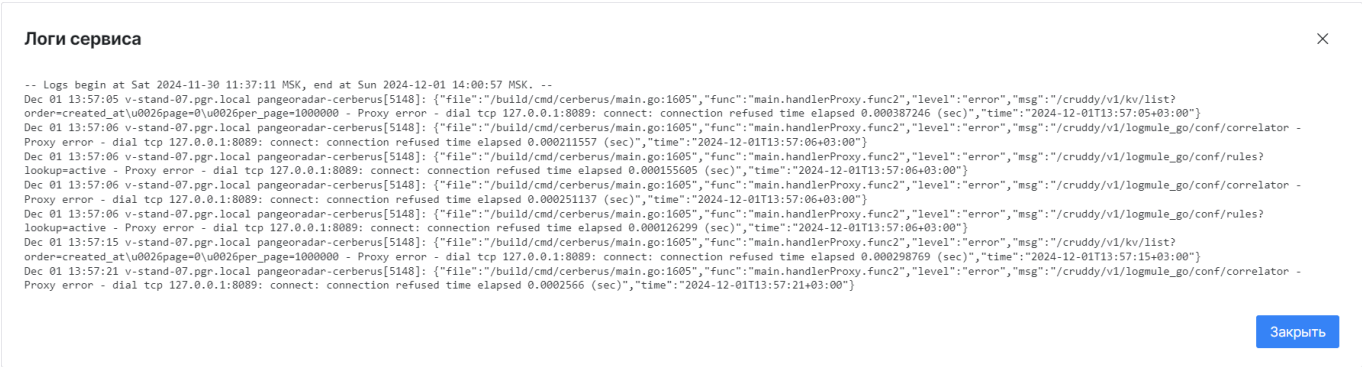 Логи сервиса
-- Logs begin at Sat 2024-11-30 11:37:11 MSK, end at Sun 2024-12-01 14:00:57 MSK. --
Dec 01 13:57:05 v-stand-07.pgr.local pangeoradar-cerberus[5148]: {"file":"/build/cmd/cerberus/main.go:1605","func":"main.handlerProxy.func2","level":"error","msg":"/cruddy/v1/kv/list?
order=created_at\u0026page=0\u0026per_page=1000000 - Proxy error - dial tcp 127.0.0.1:8089: connect: connection refused time elapsed 0.000387246 (sec)","time":"2024-12-01T13:57:05+03:00"}
Dec 01 13:57:06 v-stand-07.pgr.local pangeoradar-cerberus[5148]: {"file":"/build/cmd/cerberus/main.go:1605","func":"main.handlerProxy.func2","level":"error","msg":"/cruddy/v1/logmule_go/conf/correlator -
Proxy error - dial tcp 127.0.0.1:8089: connect: connection refused time elapsed 0.000211557 (sec)","time":"2024-12-01T13:57:06+03:00"}
Dec 01 13:57:06 v-stand-07.pgr.local pangeoradar-cerberus[5148]: {"file":"/build/cmd/cerberus/main.go:1605","func":"main.handlerProxy.func2","level":"error","msg":"/cruddy/v1/logmule_go/conf/rules?
lookup=active - Proxy error - dial tcp 127.0.0.1:8089: connect: connection refused time elapsed 0.000155605 (sec)","time":"2024-12-01T13:57:06+03:00"}
Dec 01 13:57:06 v-stand-07.pgr.local pangeoradar-cerberus[5148]: {"file":"/build/cmd/cerberus/main.go:1605","func":"main.handlerProxy.func2","level":"error","msg":"/cruddy/v1/logmule_go/conf/correlator -
Proxy error - dial tcp 127.0.0.1:8089: connect: connection refused time elapsed 0.000251137 (sec)","time":"2024-12-01T13:57:06+03:00"}
Dec 01 13:57:06 v-stand-07.pgr.local pangeoradar-cerberus[5148]: {"file":"/build/cmd/cerberus/main.go:1605","func":"main.handlerProxy.func2","level":"error","msg":"/cruddy/v1/logmule_go/conf/rules?
lookup=active - Proxy error - dial tcp 127.0.0.1:8089: connect: connection refused time elapsed 0.000126299 (sec)","time":"2024-12-01T13:57:06+03:00"}
Dec 01 13:57:15 v-stand-07.pgr.local pangeoradar-cerberus[5148]: {"file":"/build/cmd/cerberus/main.go:1605","func":"main.handlerProxy.func2","level":"error","msg":"/cruddy/v1/kv/list?
order=created_at\u0026page=0\u0026per_page=1000000 - Proxy error - dial tcp 127.0.0.1:8089: connect: connection refused time elapsed 0.000298769 (sec)","time":"2024-12-01T13:57:15+03:00"}
Dec 01 13:57:21 v-stand-07.pgr.local pangeoradar-cerberus[5148]: {"file":"/build/cmd/cerberus/main.go:1605","func":"main.handlerProxy.func2","level":"error","msg":"/cruddy/v1/logmule_go/conf/correlator -
Proxy error - dial tcp 127.0.0.1:8089: connect: connection refused time elapsed 0.0002566 (sec)","time":"2024-12-01T13:57:21+03:00"}
Закрыть